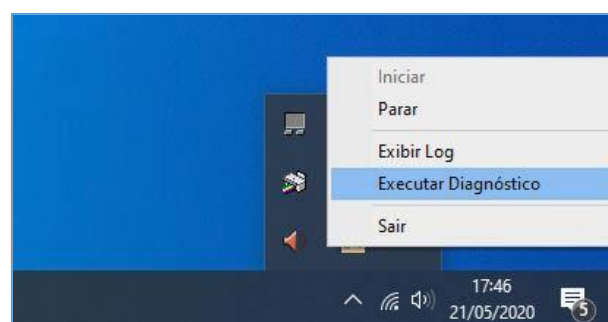 Iniciar
Parar
Exibir Log
Executar Diagnóstico
Sair
17:46
21/05/2020
5